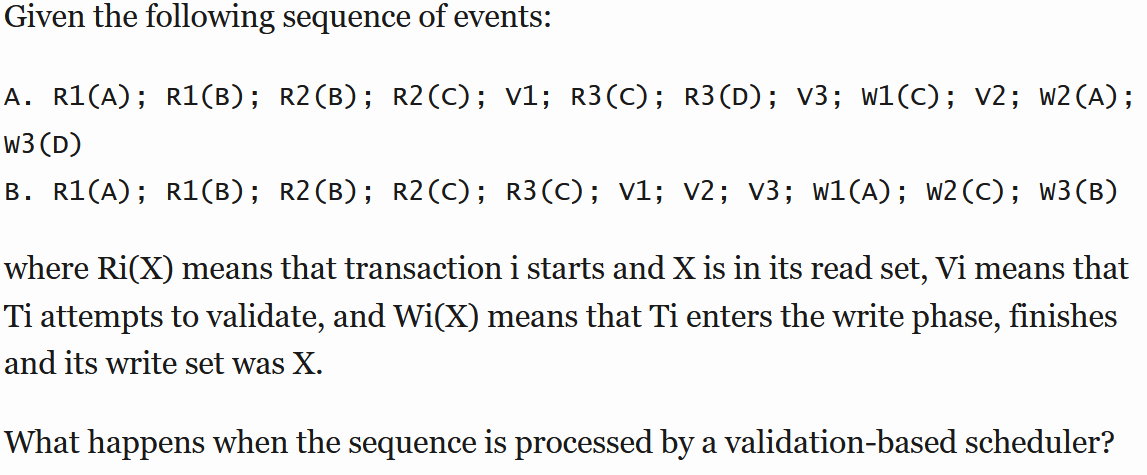 Given the following sequence of events:
A. R1(A); R1(B); R2(B); R2(C); V1; R3(C); R3(D); V3; W1(C); V2; W2(A);
W3(D)
B. R1(A); R1(B); R2(B); R2(C); R3(C); V1; V2; V3; W1(A); W2(C); W3(B)
where Ri(X) means that transaction i starts and X is in its read set, Vi means that
Ti attempts to validate, and Wi(X) means that Ti enters the write phase, finishes
and its write set was X.
What happens when the sequence is processed by a validation-based scheduler?